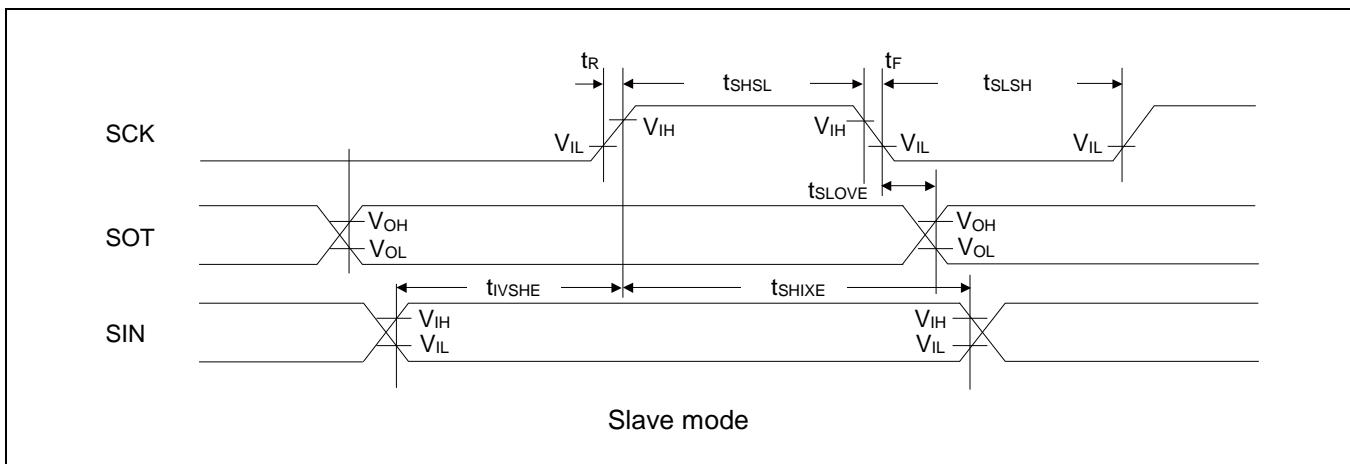 tR tSHSL tF tSLSH
SCK VIL VIH VIH VIL VIL
tSLOVE
SOT VOH VOL VOH VOL
tIVSHE tSHIXE
SIN VIH VIL VIH VIL
Slave mode